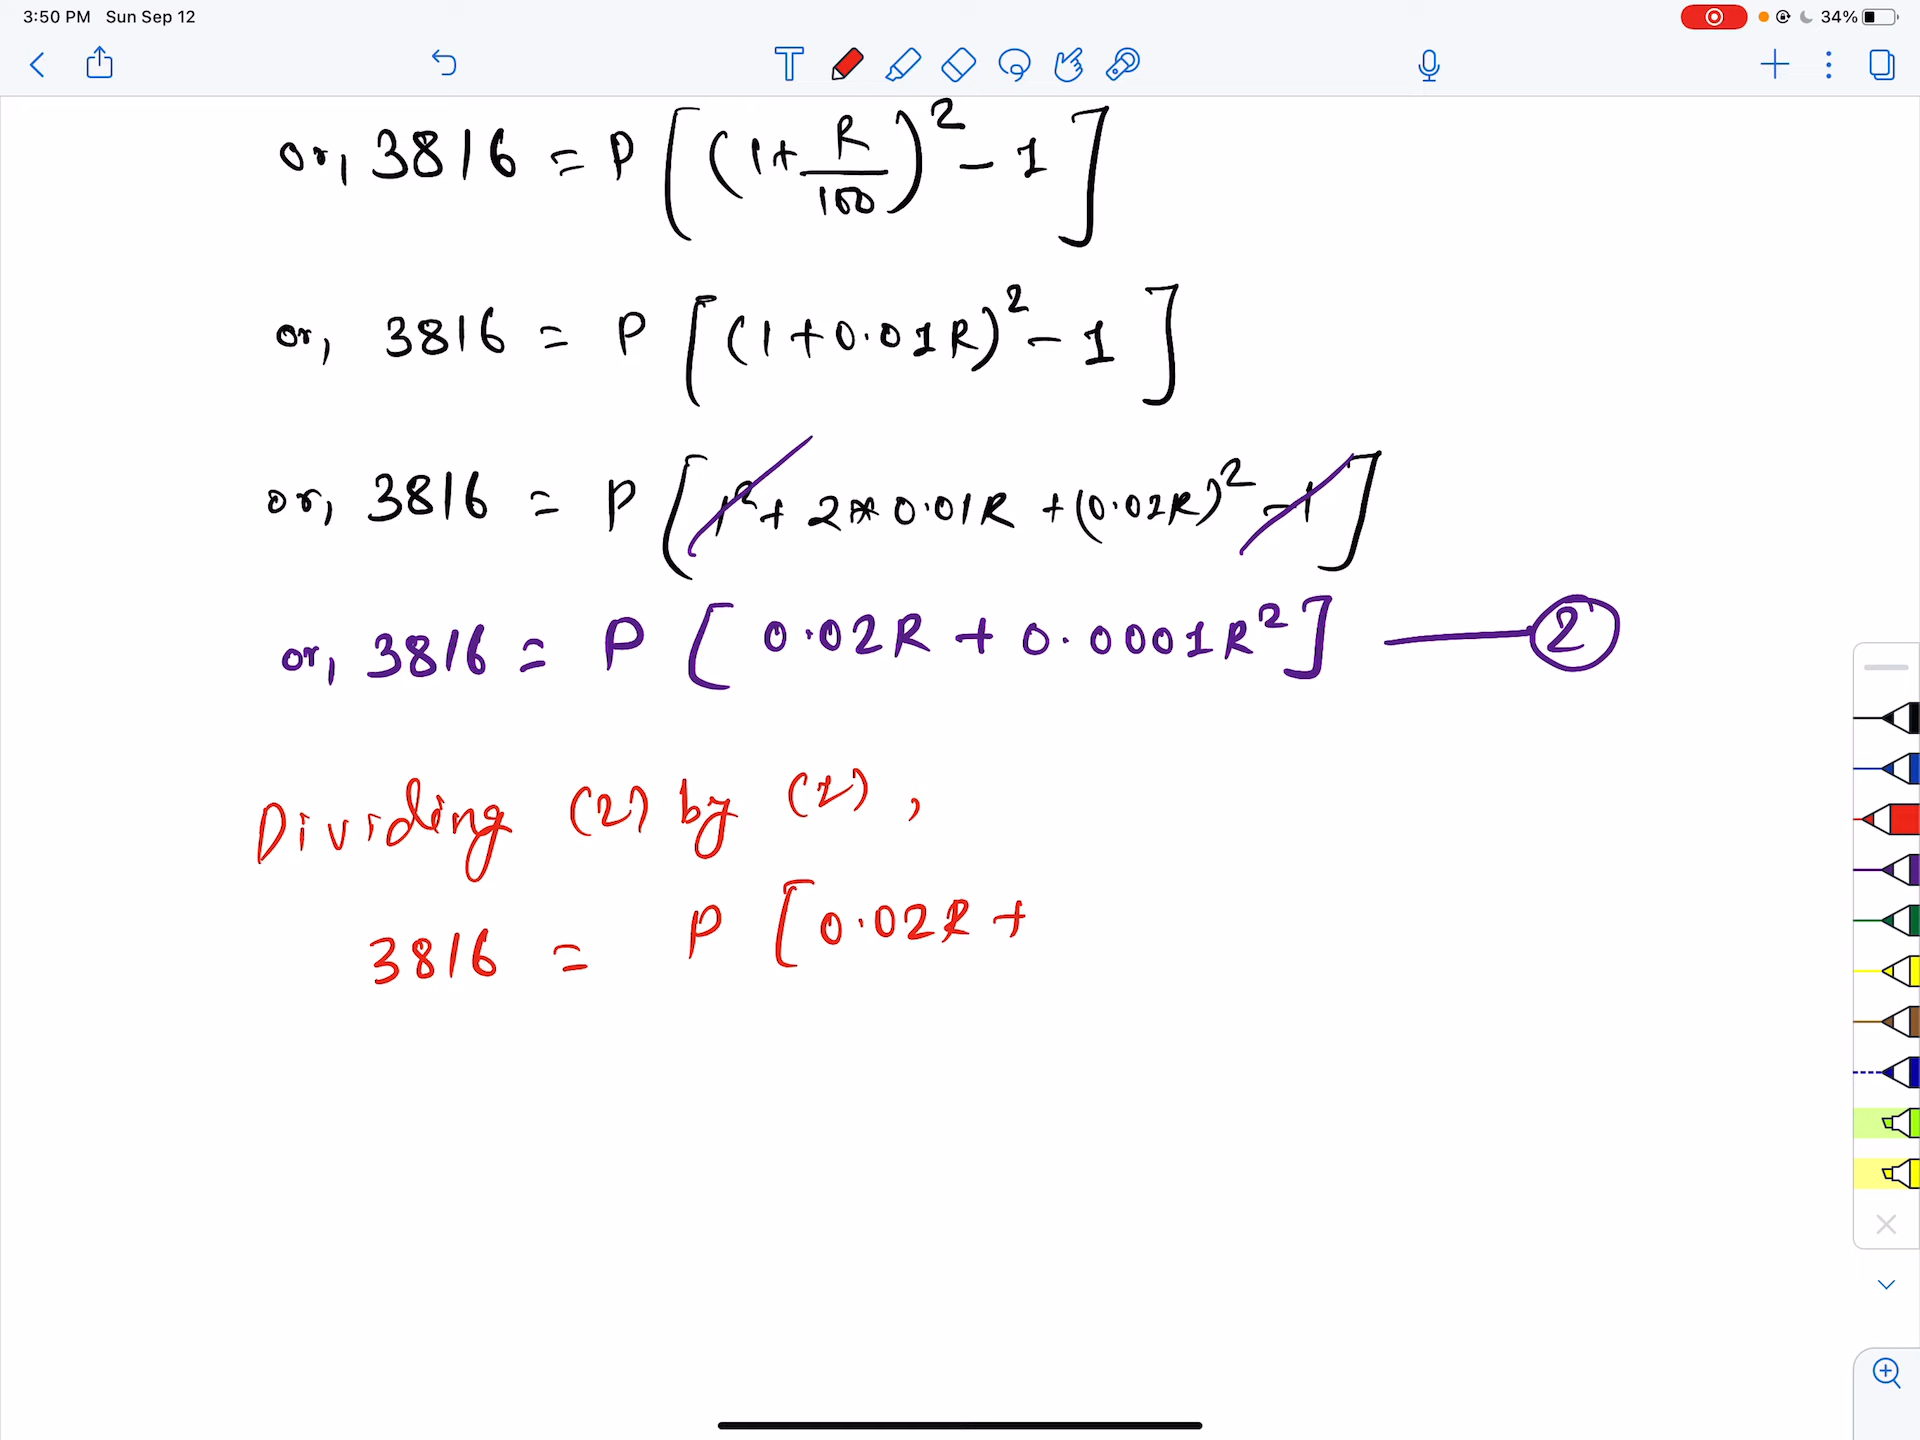 3:50 PM Sun Sep 12
34%
or, 3816 = P [(1+R/100)² - 1]
or, 3816 = P [(1+0.01R)² - 1]
or, 3816 = P [1² + 2*0.01R + (0.01R)² - 1]
or, 3816 = P [0.02R + 0.0001R²] — 2
Dividing (2) by (1),
3816 = P [0.02R +